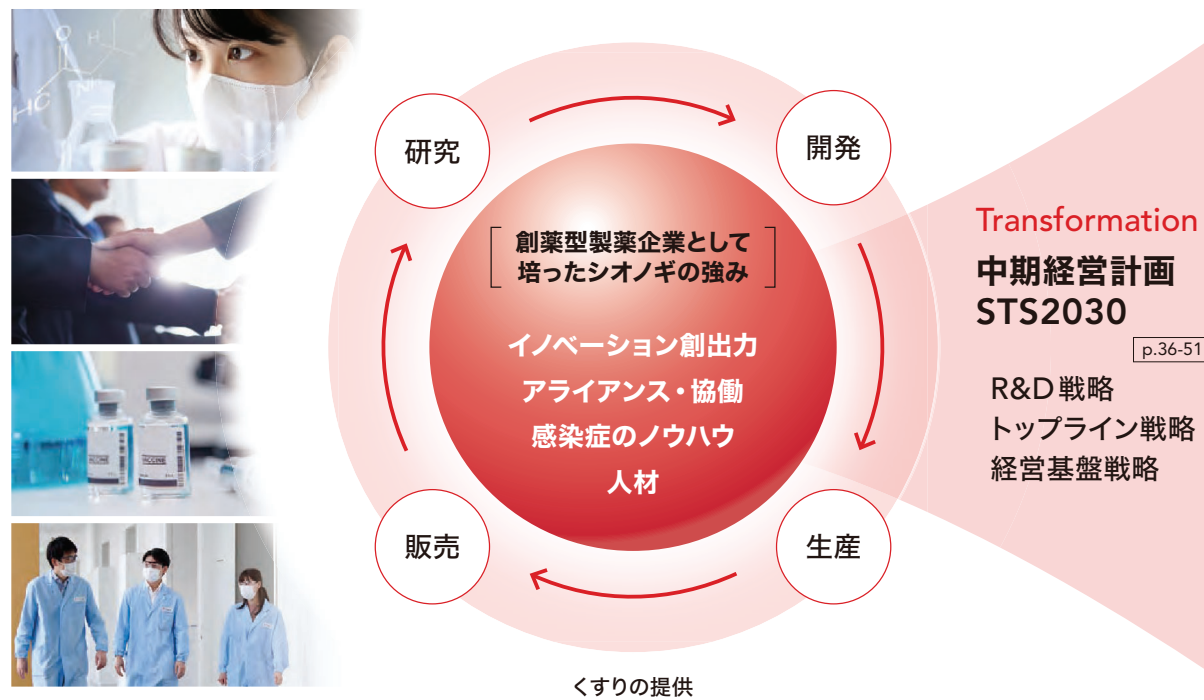 研究
開発
創薬型製薬企業として
培ったシオノギの強み
イノベーション創出力
アライアンス・協働
感染症のノウハウ
人材
販売
生産
くすりの提供
Transformation
中期経営計画
STS2030
p.36-51
R&D戦略
トップライン戦略
経営基盤戦略
O
H
N
HC
NH
VACCINE
VACCINE